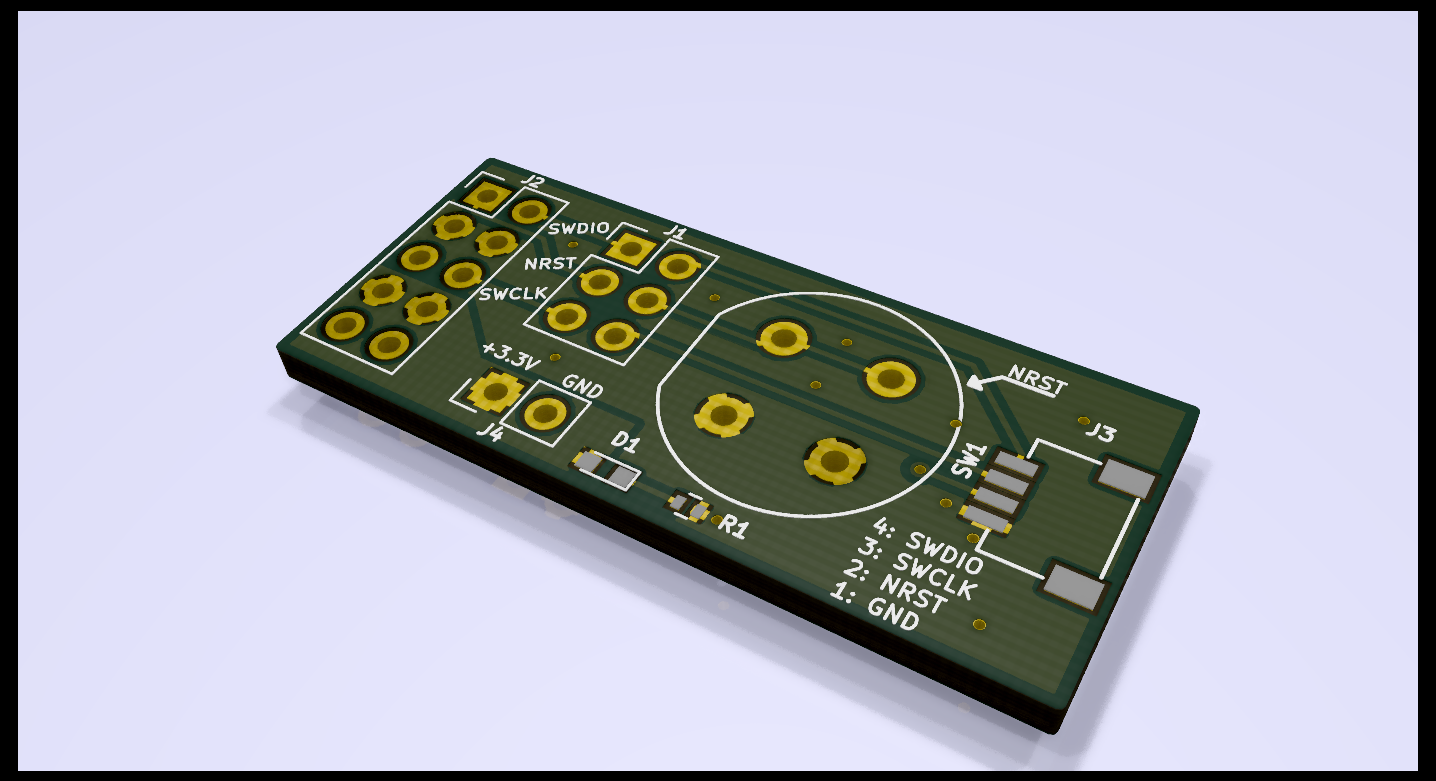 J2
SWDIO
J1
NRST
SWCLK
+3.3V
GND
J4
D1
R1
NRST
J3
SW1
4: SWDIO
3: SWCLK
2: NRST
1: GND